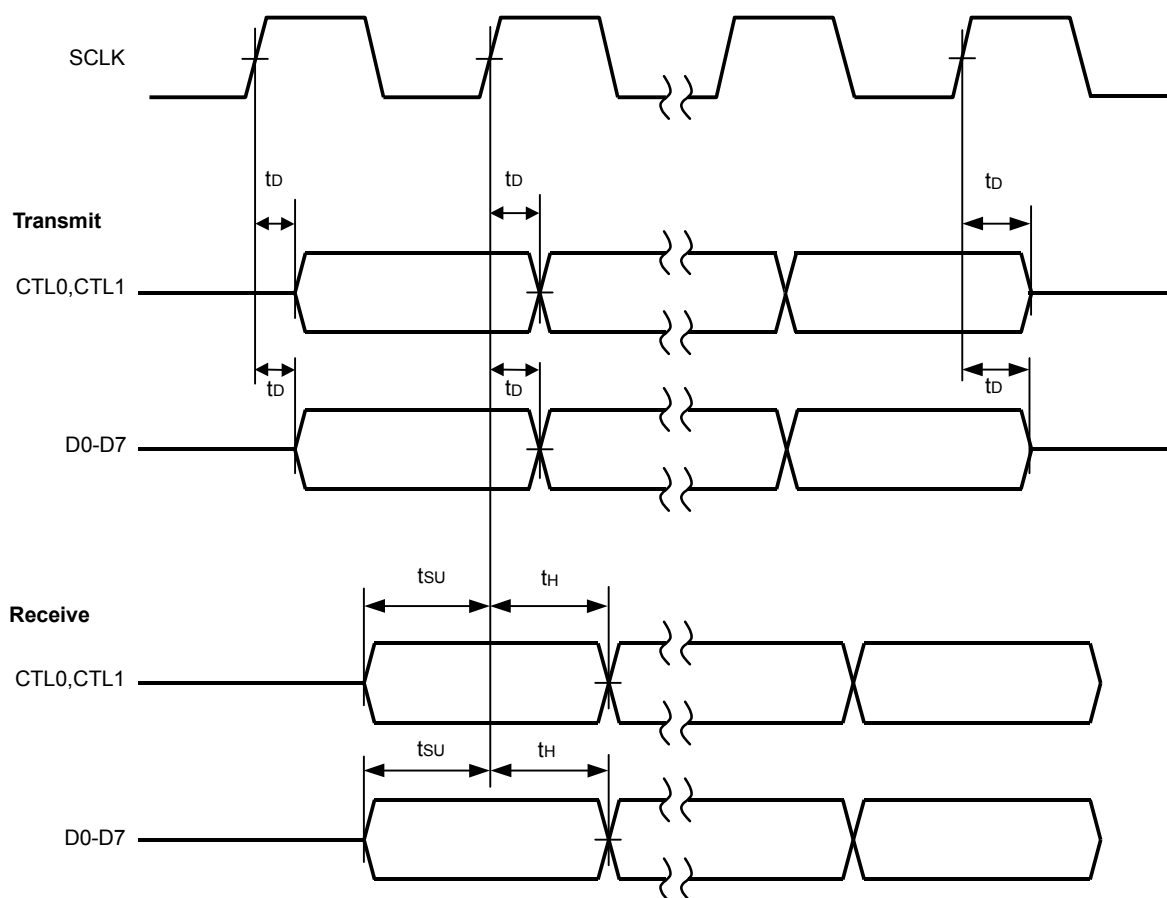 SCLK
tD tD tD
Transmit
CTL0,CTL1
tD tD tD
D0-D7
tSU tH
Receive
CTL0,CTL1
tSU tH
D0-D7